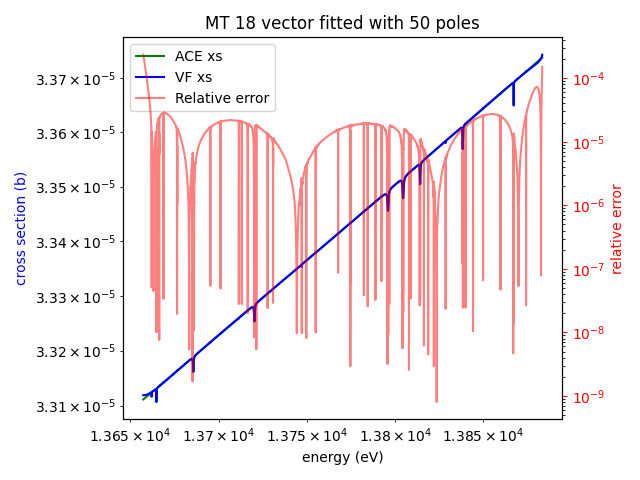 MT 18 vector fitted with 50 poles
ACE xs
VF xs
Relative error
3.37 × 10⁻⁵
3.36 × 10⁻⁵
3.35 × 10⁻⁵
3.34 × 10⁻⁵
3.33 × 10⁻⁵
3.32 × 10⁻⁵
3.31 × 10⁻⁵
cross section (b)
10⁻⁴
10⁻⁵
10⁻⁶
10⁻⁷
10⁻⁸
10⁻⁹
relative error
1.365 × 10⁴ 1.37 × 10⁴ 1.375 × 10⁴ 1.38 × 10⁴ 1.385 × 10⁴
energy (eV)